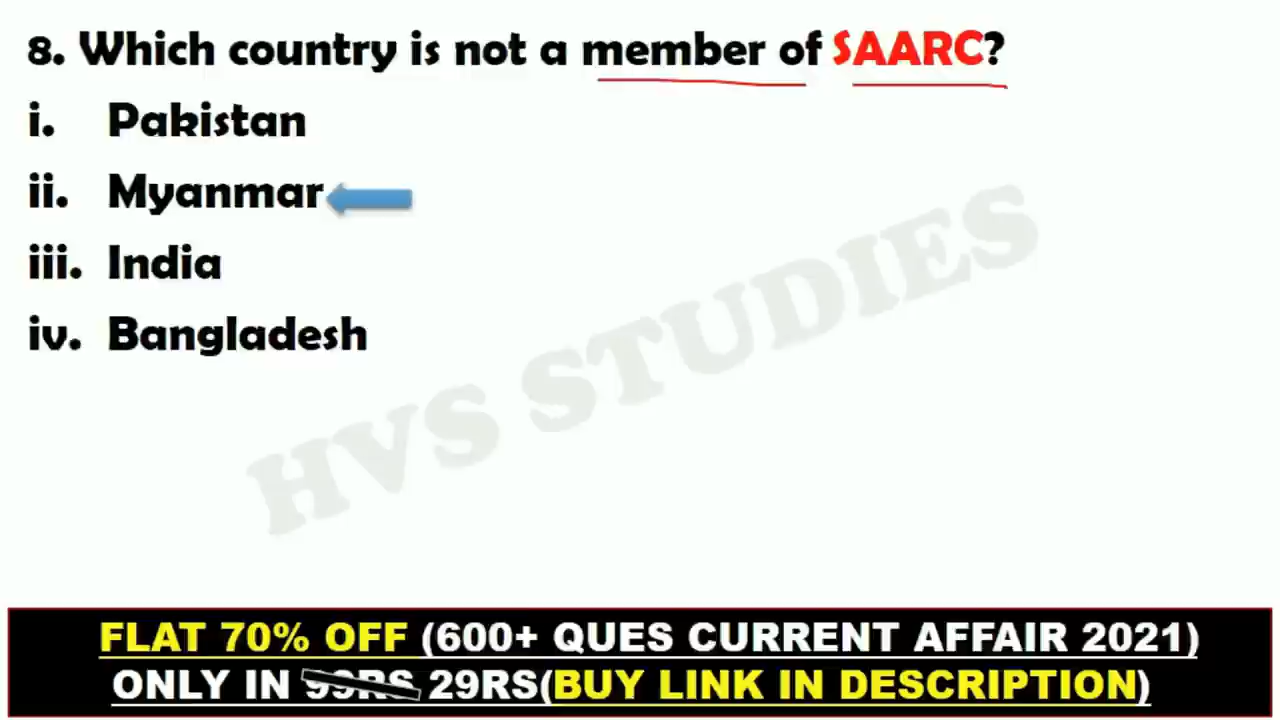 8. Which country is not a member of SAARC?
i. Pakistan
ii. Myanmar
iii. India
iv. Bangladesh
HVS STUDIES
FLAT 70% OFF (600+ QUES CURRENT AFFAIR 2021)
ONLY IN 99RS 29RS(BUY LINK IN DESCRIPTION)